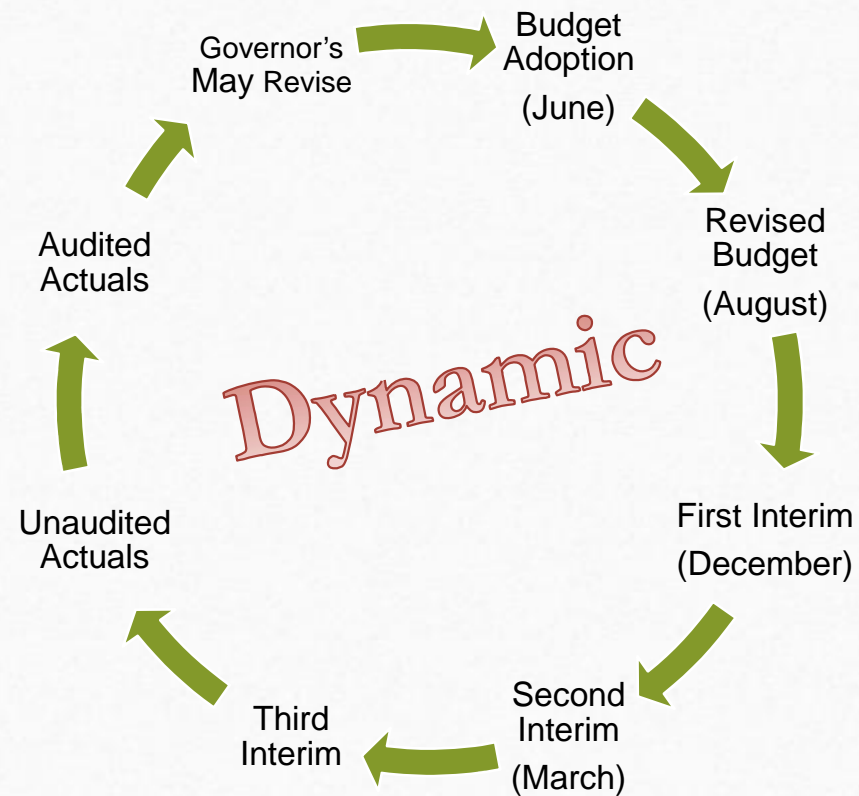 Governor's
May Revise
Budget
Adoption
(June)
Revised
Budget
(August)
First Interim
(December)
Second
Interim
(March)
Third
Interim
Unaudited
Actuals
Audited
Actuals
Dynamic